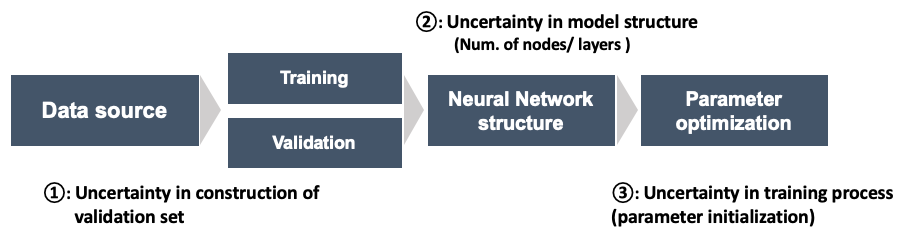 ②: Uncertainty in model structure
(Num. of nodes/ layers )
Data source
Training
Validation
Neural Network
structure
Parameter
optimization
①: Uncertainty in construction of
validation set
③: Uncertainty in training process
(parameter initialization)